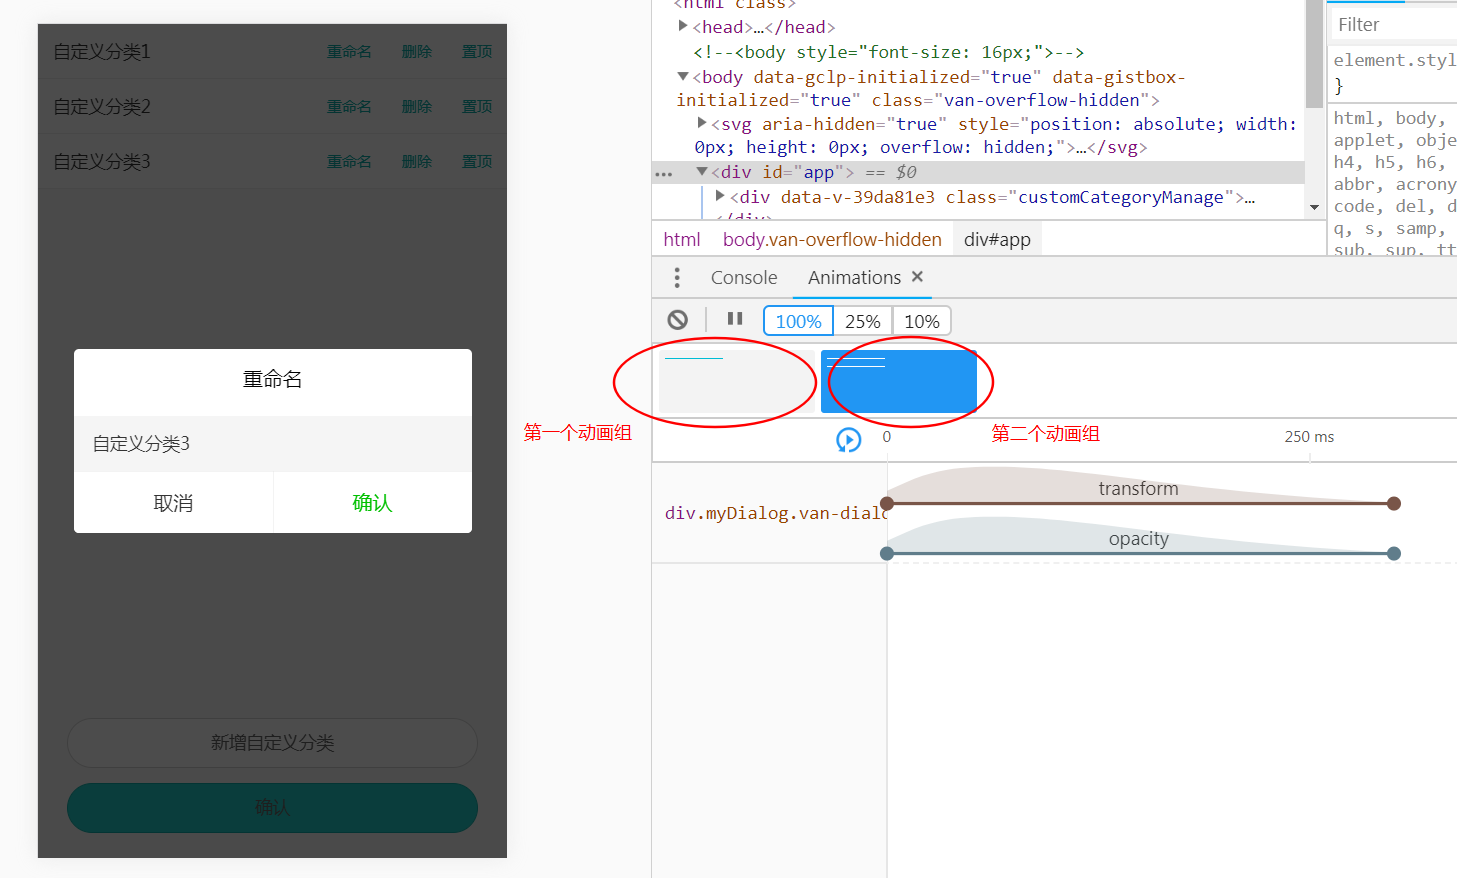 自定义分类1 重命名 删除 置顶
自定义分类2 重命名 删除 置顶
自定义分类3 重命名 删除 置顶
重命名
自定义分类3
取消 确认
新增自定义分类
确认
第一个动画组
<html class>
<head>…</head>
<!--<body style="font-size: 16px;">-->
<body data-gclp-initialized="true" data-gistbox-
initialized="true" class="van-overflow-hidden">
<svg aria-hidden="true" style="position: absolute; width:
0px; height: 0px; overflow: hidden;">…</svg>
… <div id="app"> == $0
<div data-v-39da81e3 class="customCategoryManage">…
</div>
html body.van-overflow-hidden div#app
Filter
element.styl
}
html, body,
applet, obje
h4, h5, h6,
abbr, acrony
code, del, d
q, s, samp,
sub, sup, tt
Console Animations ×
100% 25% 10%
第二个动画组
0 250 ms
div.myDialog.van-dialo
transform
opacity